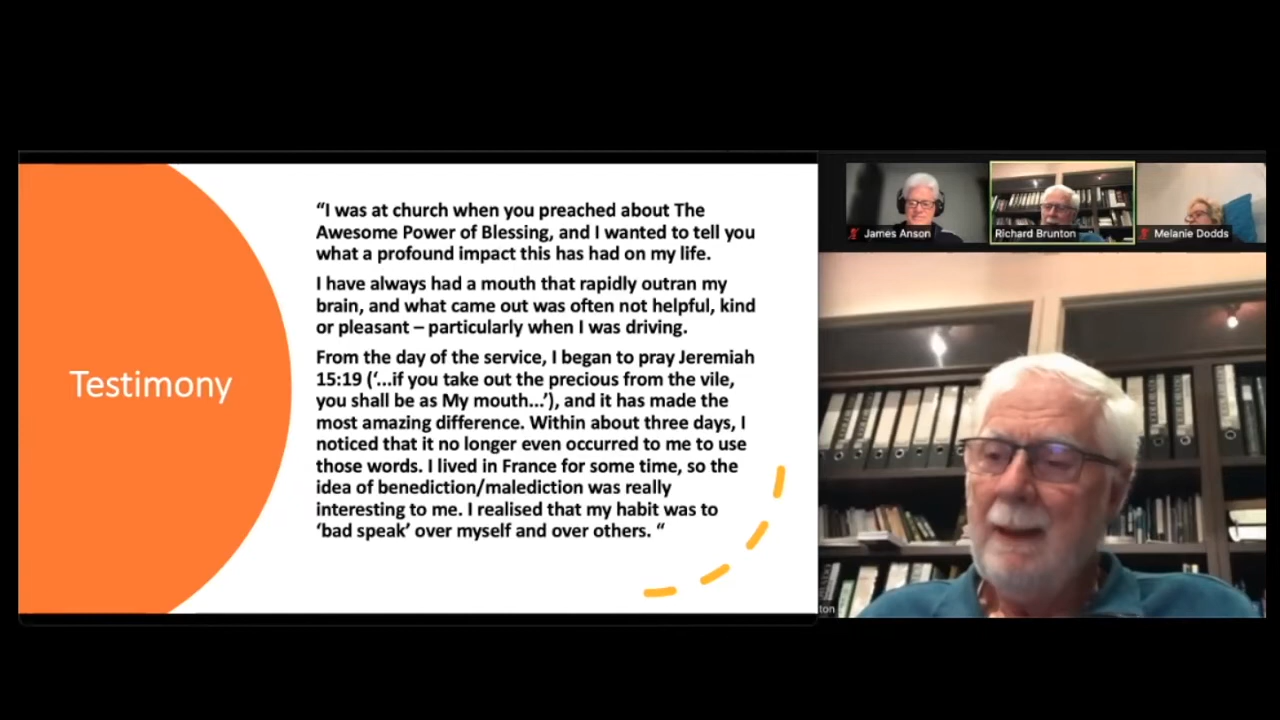 Testimony
“I was at church when you preached about The
Awesome Power of Blessing, and I wanted to tell you
what a profound impact this has had on my life.
I have always had a mouth that rapidly outran my
brain, and what came out was often not helpful, kind
or pleasant – particularly when I was driving.
From the day of the service, I began to pray Jeremiah
15:19 (‘...if you take out the precious from the vile,
you shall be as My mouth...’), and it has made the
most amazing difference. Within about three days, I
noticed that it no longer even occurred to me to use
those words. I lived in France for some time, so the
idea of benediction/malediction was really
interesting to me. I realised that my habit was to
‘bad speak’ over myself and over others. “
James Anson
Richard Brunton
Melanie Dodds
ton